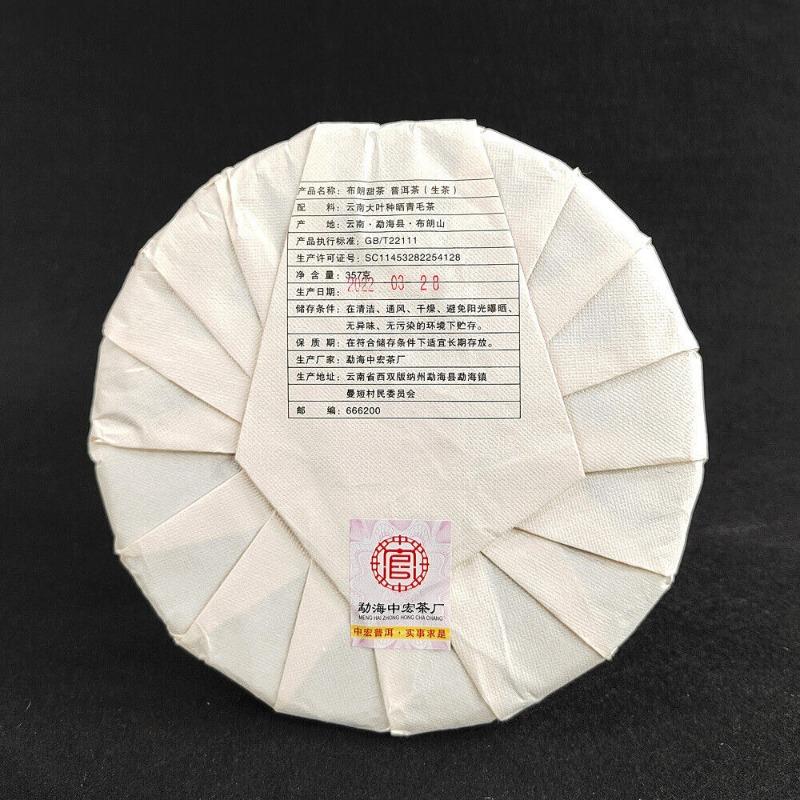 产品名称：布朗甜茶 普洱茶（生茶）
配　料：云南大叶种晒青毛茶
产　地：云南·勐海县·布朗山
产品执行标准：GB/T22111
生产许可证号：SC11453282254128
净 含 量：357克
生产日期：2022 -03- 28
储存条件：在清洁、通风、干燥、避免阳光曝晒、
无异味、无污染的环境下贮存。
保 质 期：在符合储存条件下适宜长期存放。
生产厂家：勐海中宏茶厂
生产地址：云南省西双版纳州勐海县勐海镇
曼短村民委员会
邮　编：666200
宫
勐海中宏茶厂
MENG HAI ZHONG HONG CHA CHANG
中宏普洱·实事求是